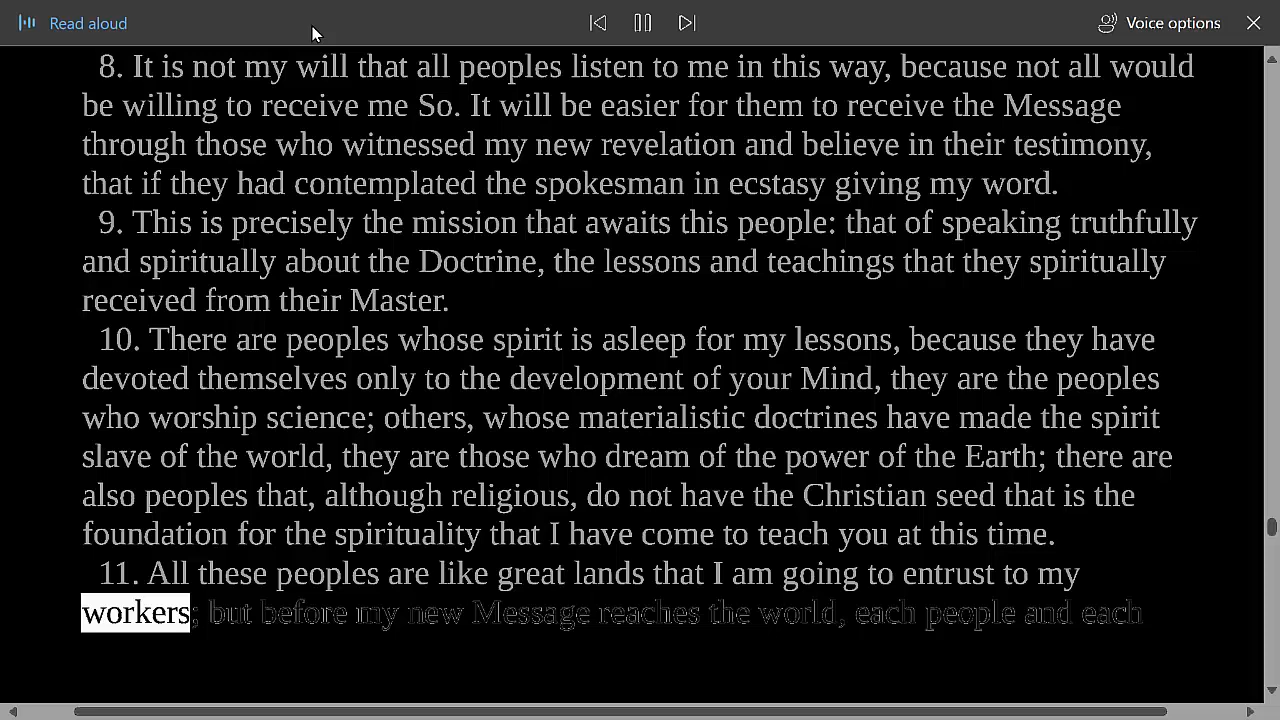 Read aloud
Voice options
8. It is not my will that all peoples listen to me in this way, because not all would
be willing to receive me So. It will be easier for them to receive the Message
through those who witnessed my new revelation and believe in their testimony,
that if they had contemplated the spokesman in ecstasy giving my word.
9. This is precisely the mission that awaits this people: that of speaking truthfully
and spiritually about the Doctrine, the lessons and teachings that they spiritually
received from their Master.
10. There are peoples whose spirit is asleep for my lessons, because they have
devoted themselves only to the development of your Mind, they are the peoples
who worship science; others, whose materialistic doctrines have made the spirit
slave of the world, they are those who dream of the power of the Earth; there are
also peoples that, although religious, do not have the Christian seed that is the
foundation for the spirituality that I have come to teach you at this time.
11. All these peoples are like great lands that I am going to entrust to my
workers; but before my new Message reaches the world, each people and each